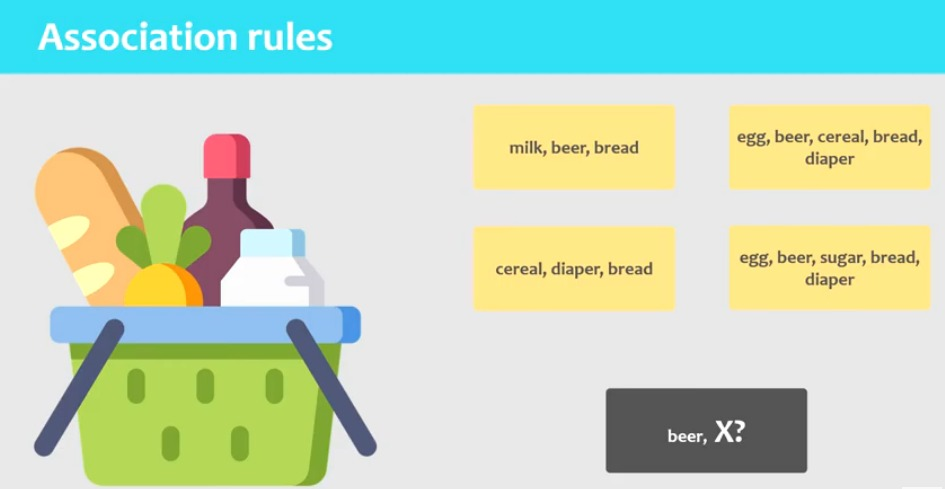 Association rules
milk, beer, bread
egg, beer, cereal, bread,
diaper
cereal, diaper, bread
egg, beer, sugar, bread,
diaper
beer, X?